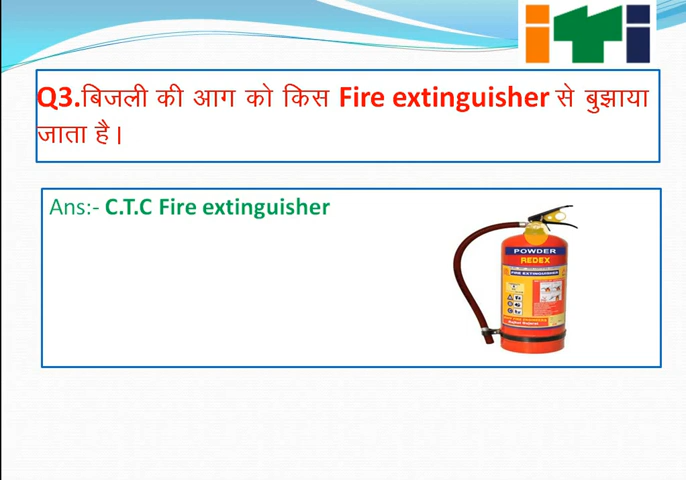 iTi
Q3.बिजली की आग को किस Fire extinguisher से बुझाया
जाता है।
Ans:- C.T.C Fire extinguisher
POWDER
REDEX
FIRE EXTINGUISHER